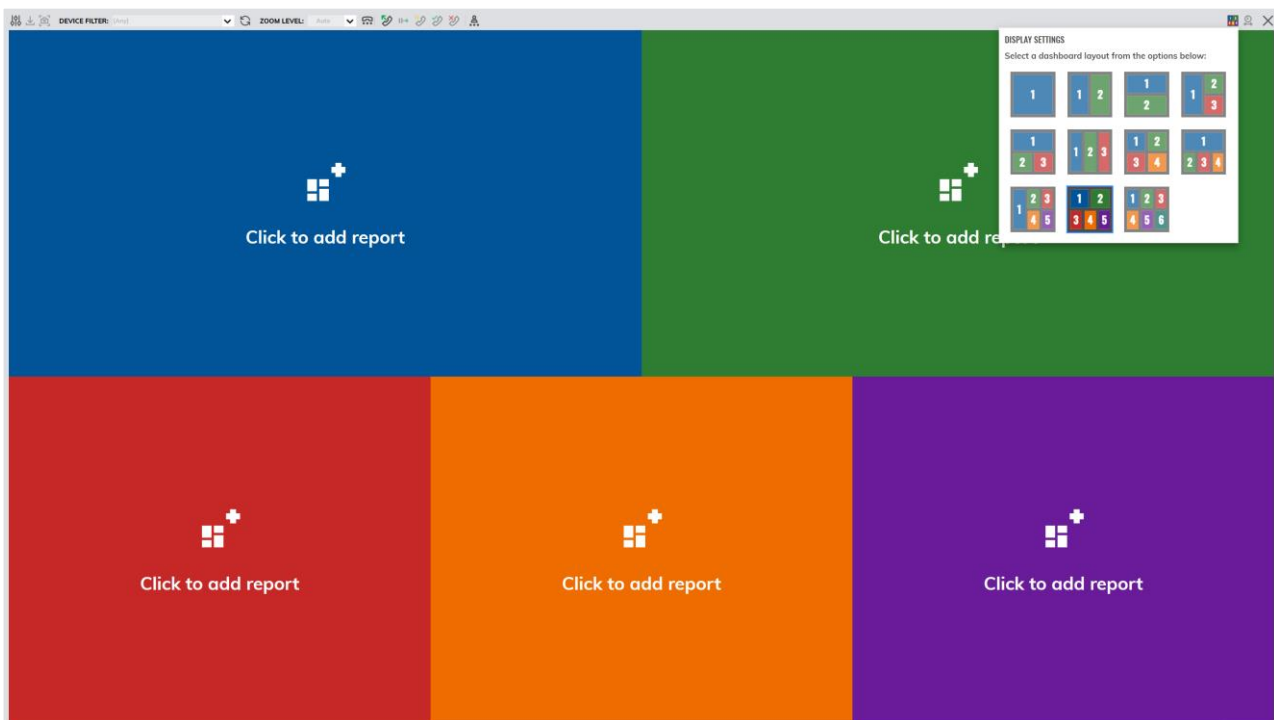 DEVICE FILTER: (Any) ZOOM LEVEL: Auto
DISPLAY SETTINGS
Select a dashboard layout from the options below:
1 1 2 1 2 1 2 3
1 2 3 1 2 3 1 2 3 4 1 2 3 4
1 2 3 4 5 1 2 3 4 5 1 2 3 4 5 6
Click to add report
Click to add re
Click to add report
Click to add report
Click to add report